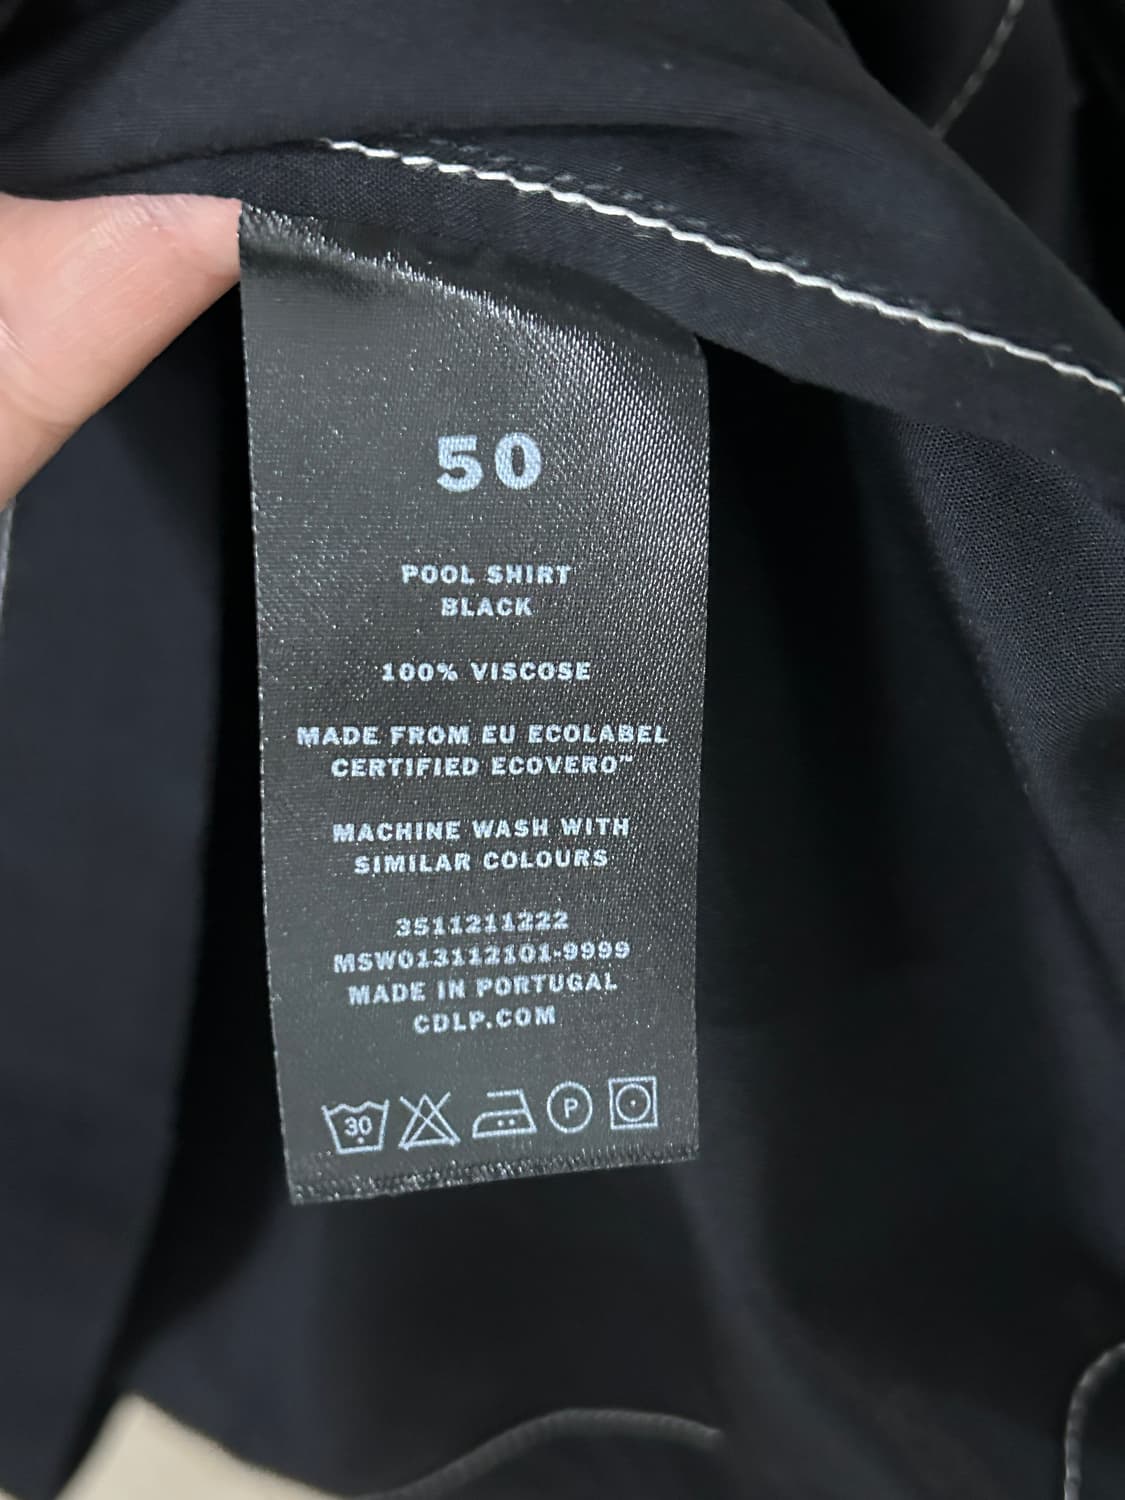 50
POOL SHIRT
BLACK
100% VISCOSE
MADE FROM EU ECOLABEL
CERTIFIED ECOVERO™
MACHINE WASH WITH
SIMILAR COLOURS
3511211222
MSW013112101-9999
MADE IN PORTUGAL
CDLP.COM
30 P